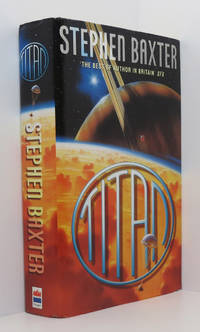 STEPHEN BAXTER
'THE BEST SF AUTHOR IN BRITAIN' SFX
TITAN
TITAN
STEPHEN BAXTER